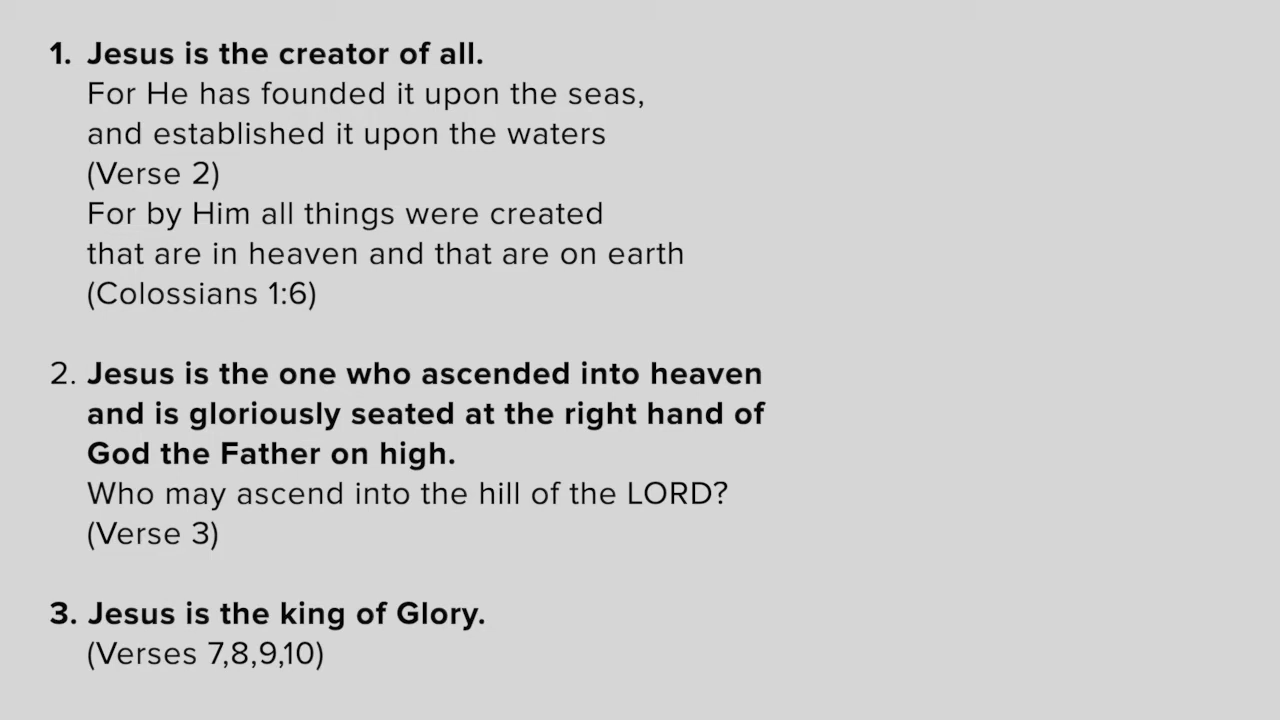 1. Jesus is the creator of all.
For He has founded it upon the seas,
and established it upon the waters
(Verse 2)
For by Him all things were created
that are in heaven and that are on earth
(Colossians 1:6)
2. Jesus is the one who ascended into heaven
and is gloriously seated at the right hand of
God the Father on high.
Who may ascend into the hill of the LORD?
(Verse 3)
3. Jesus is the king of Glory.
(Verses 7,8,9,10)